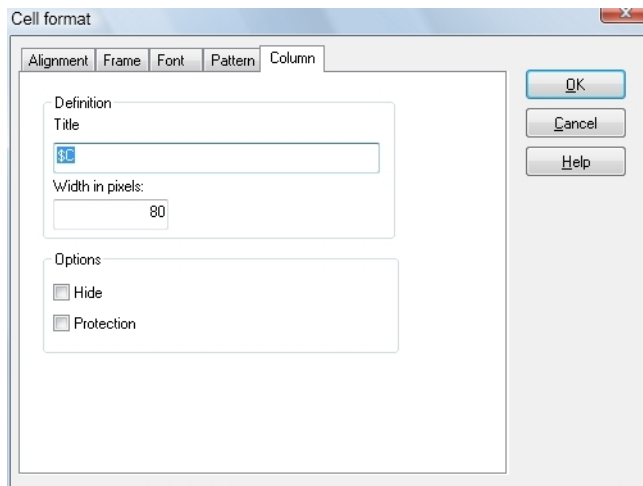 Cell format
Alignment Frame Font Pattern Column
Definition
Title
$C
Width in pixels:
80
Options
Hide
Protection
OK
Cancel
Help